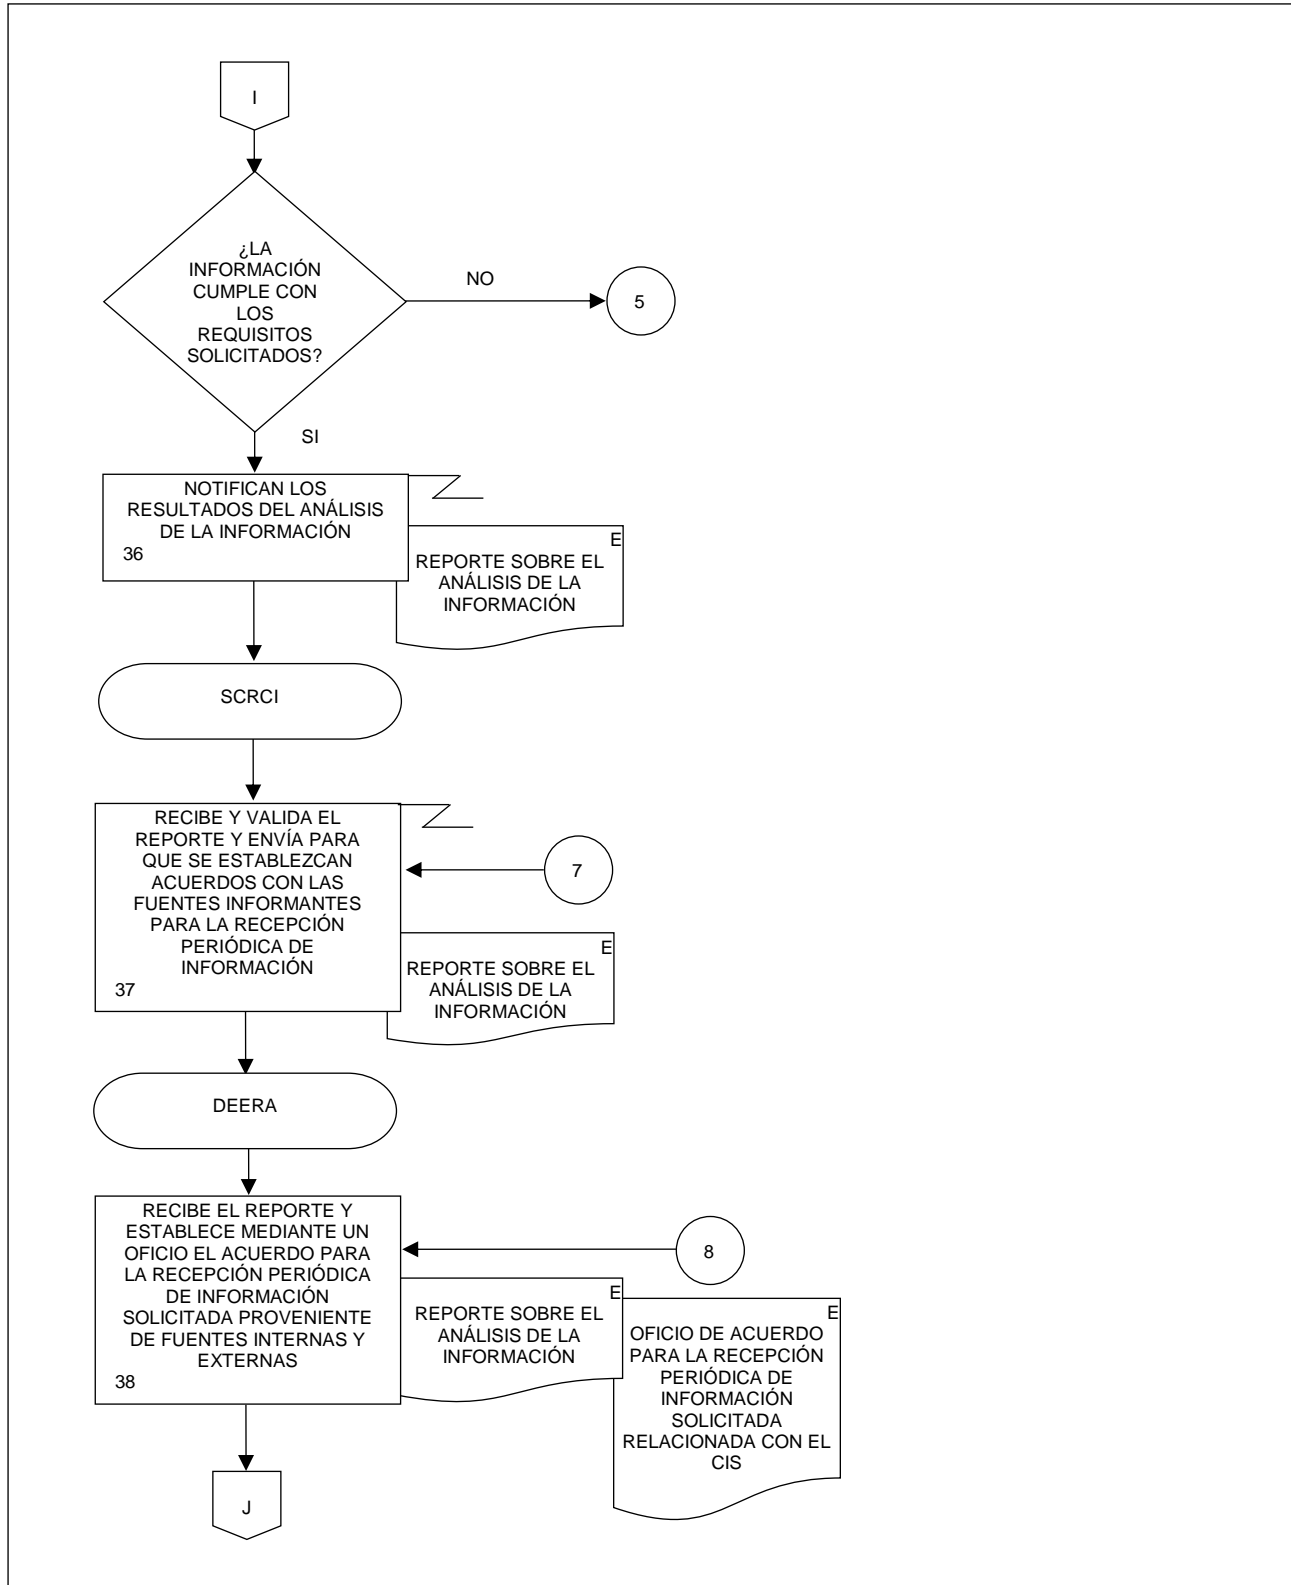 I
¿LA
INFORMACIÓN
CUMPLE CON
LOS
REQUISITOS
SOLICITADOS?
NO
5
SI
NOTIFICAN LOS
RESULTADOS DEL ANÁLISIS
DE LA INFORMACIÓN
36
E
REPORTE SOBRE EL
ANÁLISIS DE LA
INFORMACIÓN
SCRCI
RECIBE Y VALIDA EL
REPORTE Y ENVÍA PARA
QUE SE ESTABLEZCAN
ACUERDOS CON LAS
FUENTES INFORMANTES
PARA LA RECEPCIÓN
PERIÓDICA DE
INFORMACIÓN
37
7
E
REPORTE SOBRE EL
ANÁLISIS DE LA
INFORMACIÓN
DEERA
RECIBE EL REPORTE Y
ESTABLECE MEDIANTE UN
OFICIO EL ACUERDO PARA
LA RECEPCIÓN PERIÓDICA
DE INFORMACIÓN
SOLICITADA PROVENIENTE
DE FUENTES INTERNAS Y
EXTERNAS
38
8
E
REPORTE SOBRE EL
ANÁLISIS DE LA
INFORMACIÓN
E
OFICIO DE ACUERDO
PARA LA RECEPCIÓN
PERIÓDICA DE
INFORMACIÓN
SOLICITADA
RELACIONADA CON EL
CIS
J